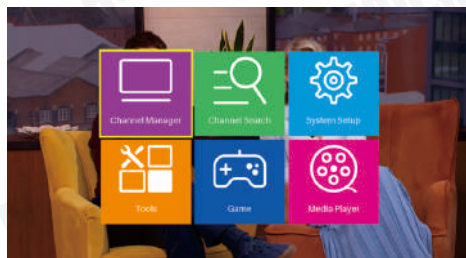 Channel Manager
Channel Search
System Setup
Tools
Game
Media Player